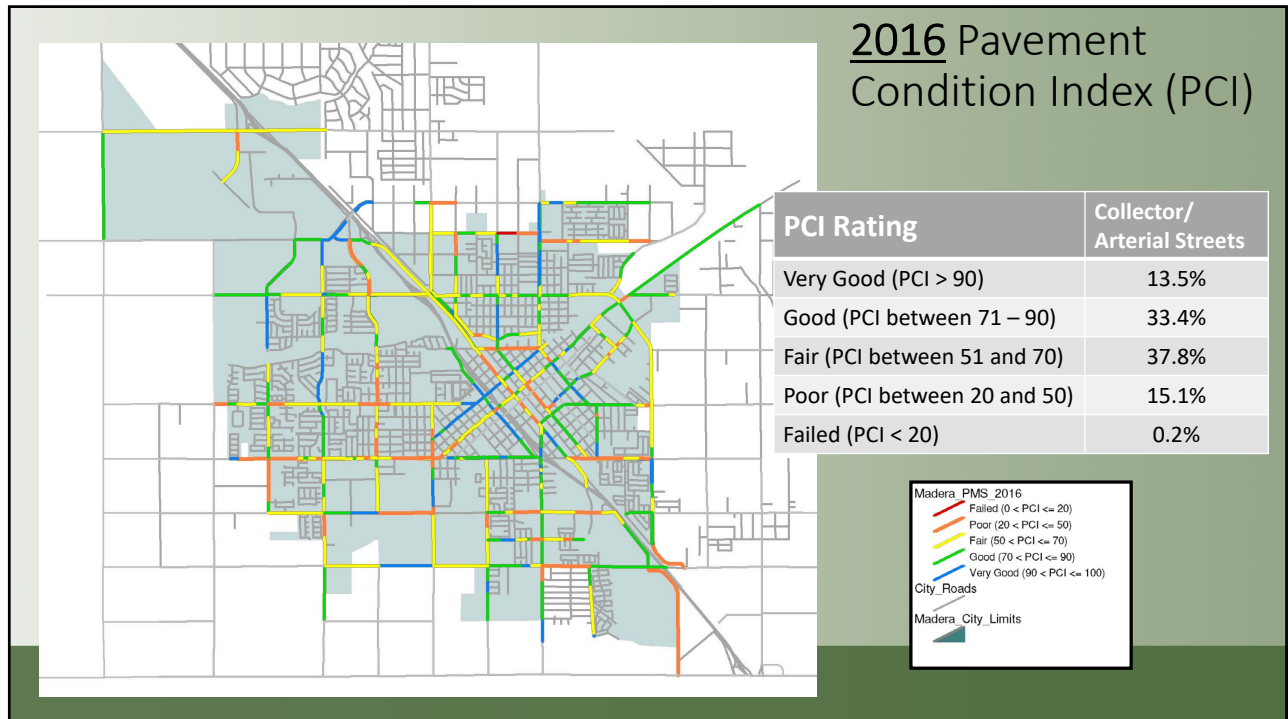 2016 Pavement
Condition Index (PCI)
PCI Rating
Collector/
Arterial Streets
Very Good (PCI > 90) 13.5%
Good (PCI between 71 – 90) 33.4%
Fair (PCI between 51 and 70) 37.8%
Poor (PCI between 20 and 50) 15.1%
Failed (PCI < 20) 0.2%
Madera_PMS_2016
Failed (0 < PCI <= 20)
Poor (20 < PCI <= 50)
Fair (50 < PCI <= 70)
Good (70 < PCI <= 90)
Very Good (90 < PCI <= 100)
City_Roads
Madera_City_Limits